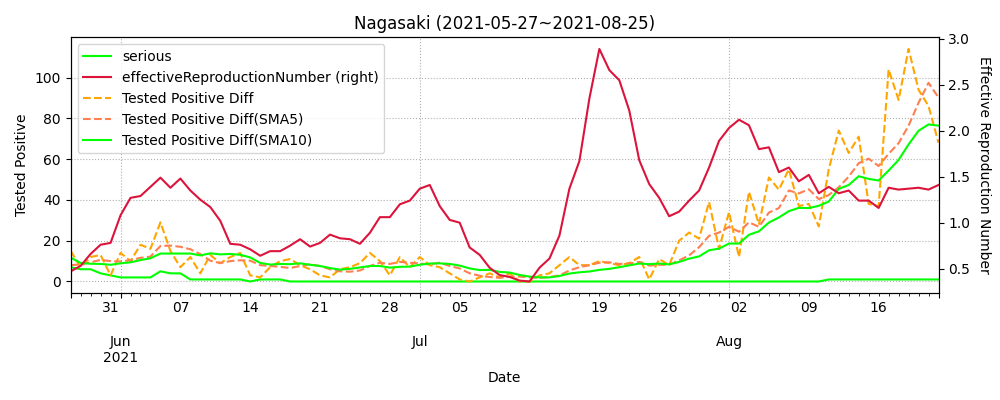 Nagasaki (2021-05-27~2021-08-25)
serious
effectiveReproductionNumber (right)
Tested Positive Diff
Tested Positive Diff(SMA5)
Tested Positive Diff(SMA10)
Tested Positive
100
80
60
40
20
0
3.0
2.5
2.0
1.5
1.0
0.5
Effective Reproduction Number
31 07 14 21 28 05 12 19 26 02 09 16
Jun Jul Aug
2021
Date